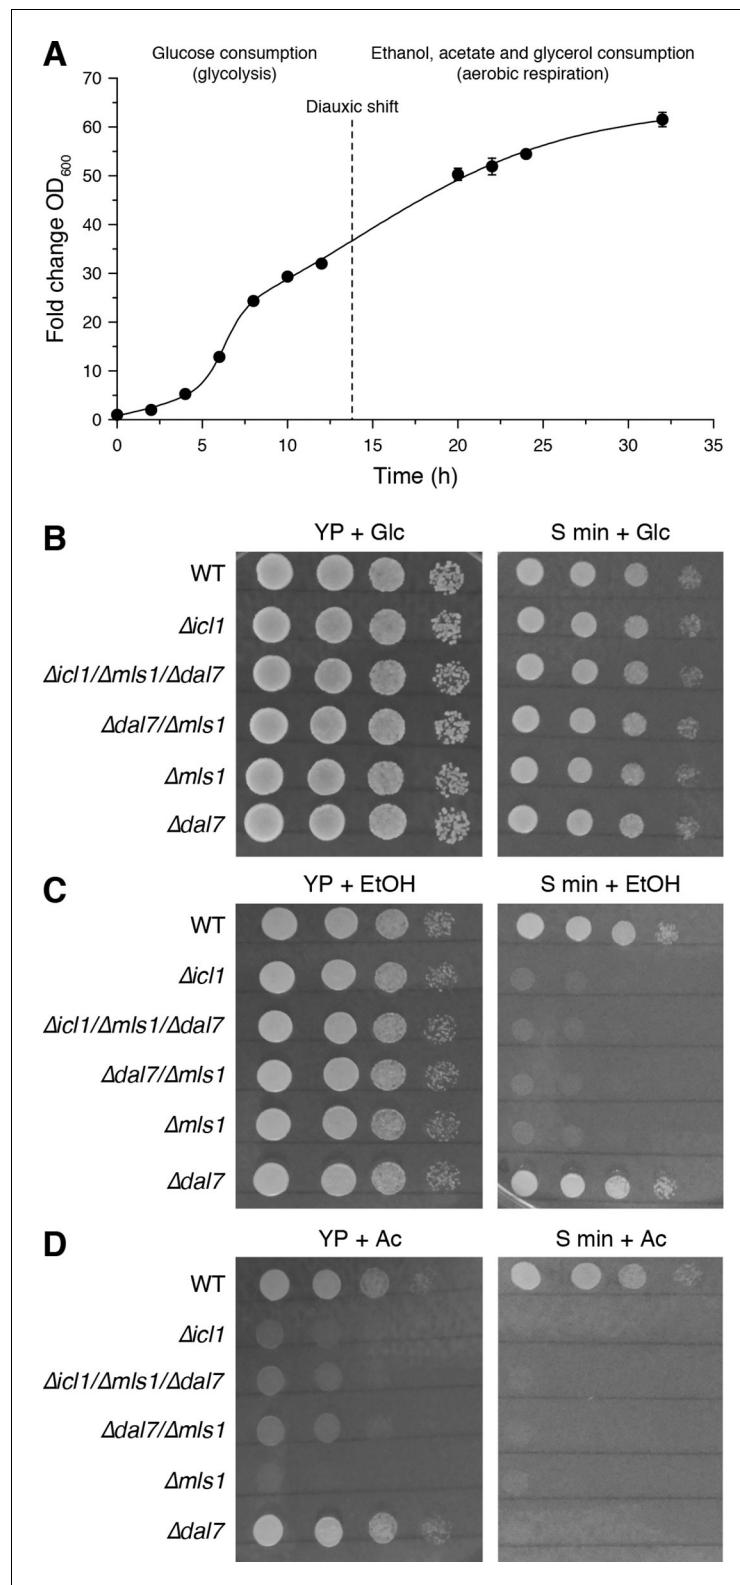 A
Glucose consumption
(glycolysis)
Ethanol, acetate and glycerol consumption
(aerobic respiration)
Diauxic shift
Fold change OD600
70
60
50
40
30
20
10
0
0 5 10 15 20 25 30 35
Time (h)
B
YP + Glc S min + Glc
WT
Δicl1
Δicl1/Δmls1/Δdal7
Δdal7/Δmls1
Δmls1
Δdal7
C
YP + EtOH S min + EtOH
WT
Δicl1
Δicl1/Δmls1/Δdal7
Δdal7/Δmls1
Δmls1
Δdal7
D
YP + Ac S min + Ac
WT
Δicl1
Δicl1/Δmls1/Δdal7
Δdal7/Δmls1
Δmls1
Δdal7